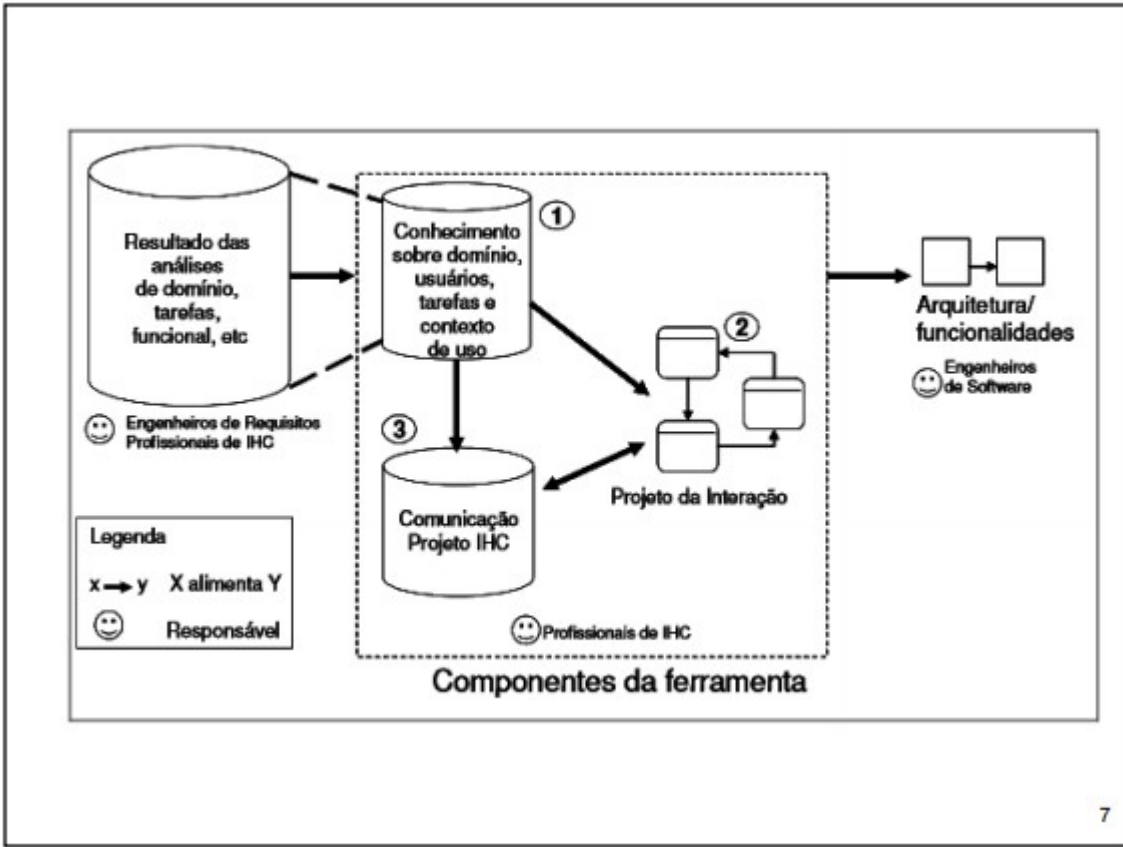 Resultado das
análises
de domínio,
tarefas,
funcional, etc
Engenheiros de Requisitos
Profissionais de IHC
Conhecimento
sobre domínio,
usuários,
tarefas e
contexto
de uso
1
2
Projeto da Interação
3
Comunicação
Projeto IHC
Profissionais de IHC
Componentes da ferramenta
Arquitetura/
funcionalidades
Engenheiros
de Software
Legenda
x y X alimenta Y
Responsável
7